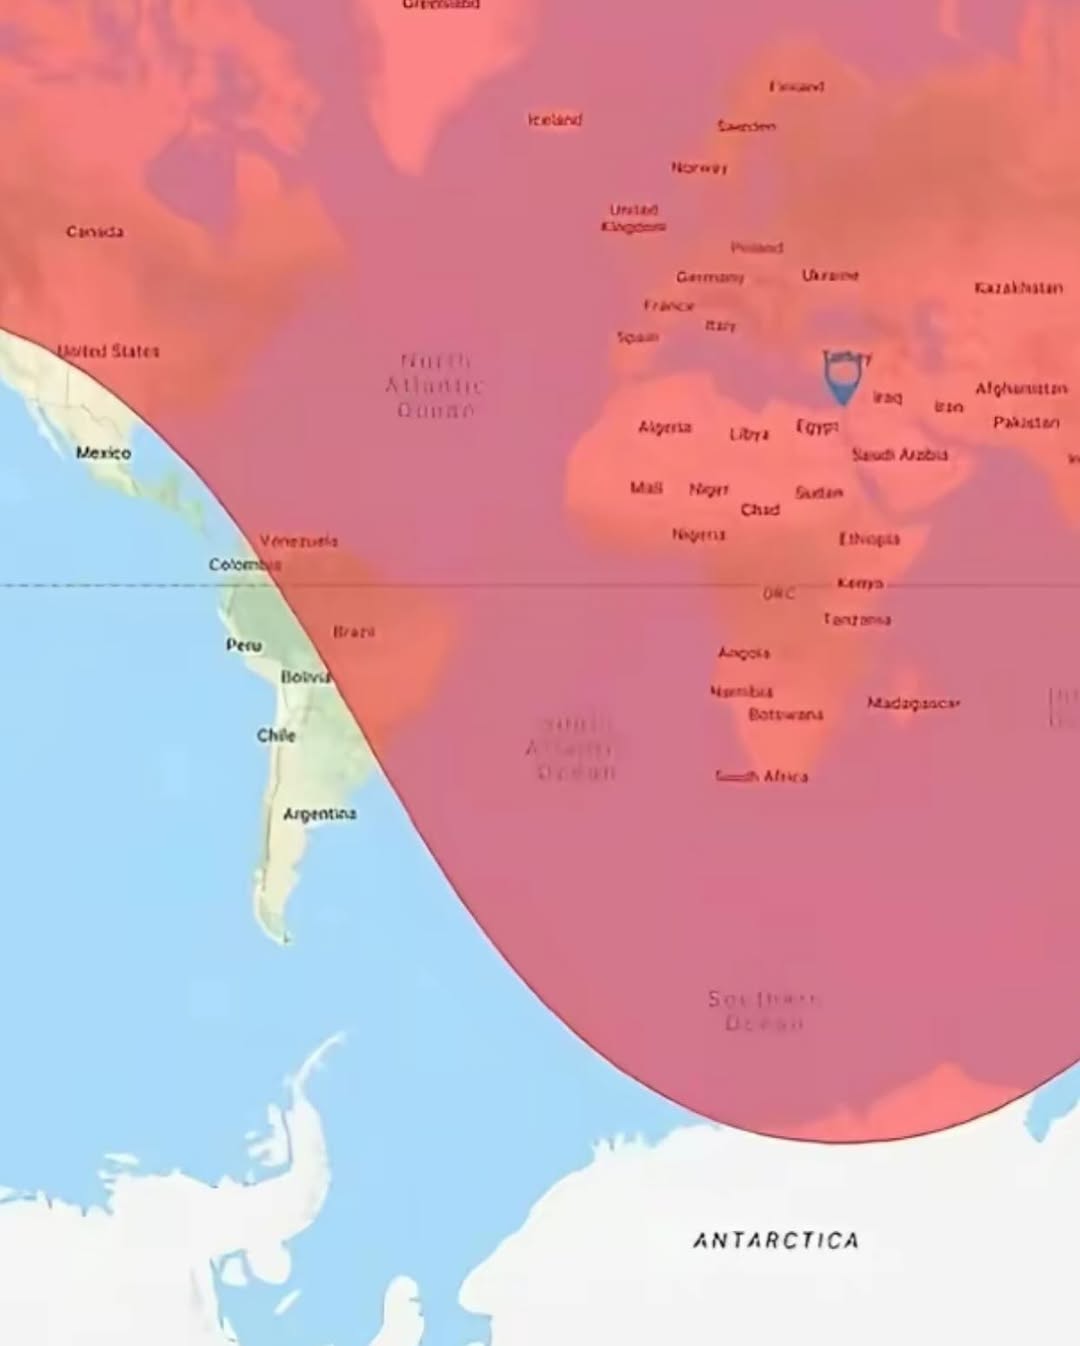 Greenland
Finland
Iceland
Sweden
Norway
United
Kingdom
Canada
Poland
Germany
Ukraine
Kazakhstan
France
Italy
Spain
United States
North
Atlantic
Ocean
Turkey
Afghanistan
Iraq
Iran
Pakistan
Algeria
Libya
Egypt
Mexico
Saudi Arabia
Mali
Niger
Sudan
Chad
Nigeria
Venezuela
Ethiopia
Colombia
Kenya
DRC
Tanzania
Brazil
Peru
Angola
Bolivia
Namibia
Botswana
Madagascar
South
Atlantic
Ocean
Chile
South Africa
Argentina
Southern
Ocean
ANTARCTICA